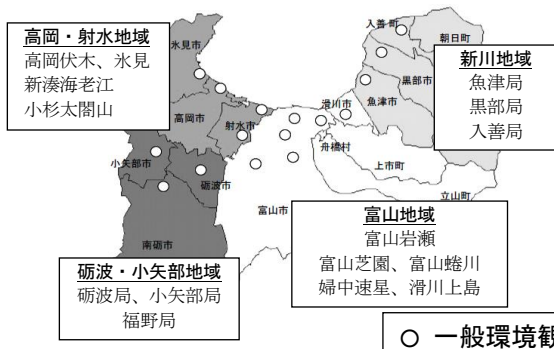 高岡・射水地域
高岡伏木、氷見
新湊海老江
小杉太閤山
氷見市
高岡市
射水市
小矢部市
砺波市
南砺市
砺波・小矢部地域
砺波局、小矢部局
福野局
入善町
朝日町
黒部市
魚津市
滑川市
舟橋村
上市町
立山町
富山市
新川地域
魚津局
黒部局
入善局
富山地域
富山岩瀬
富山芝園、富山蜷川
婦中速星、滑川上島
一般環境観